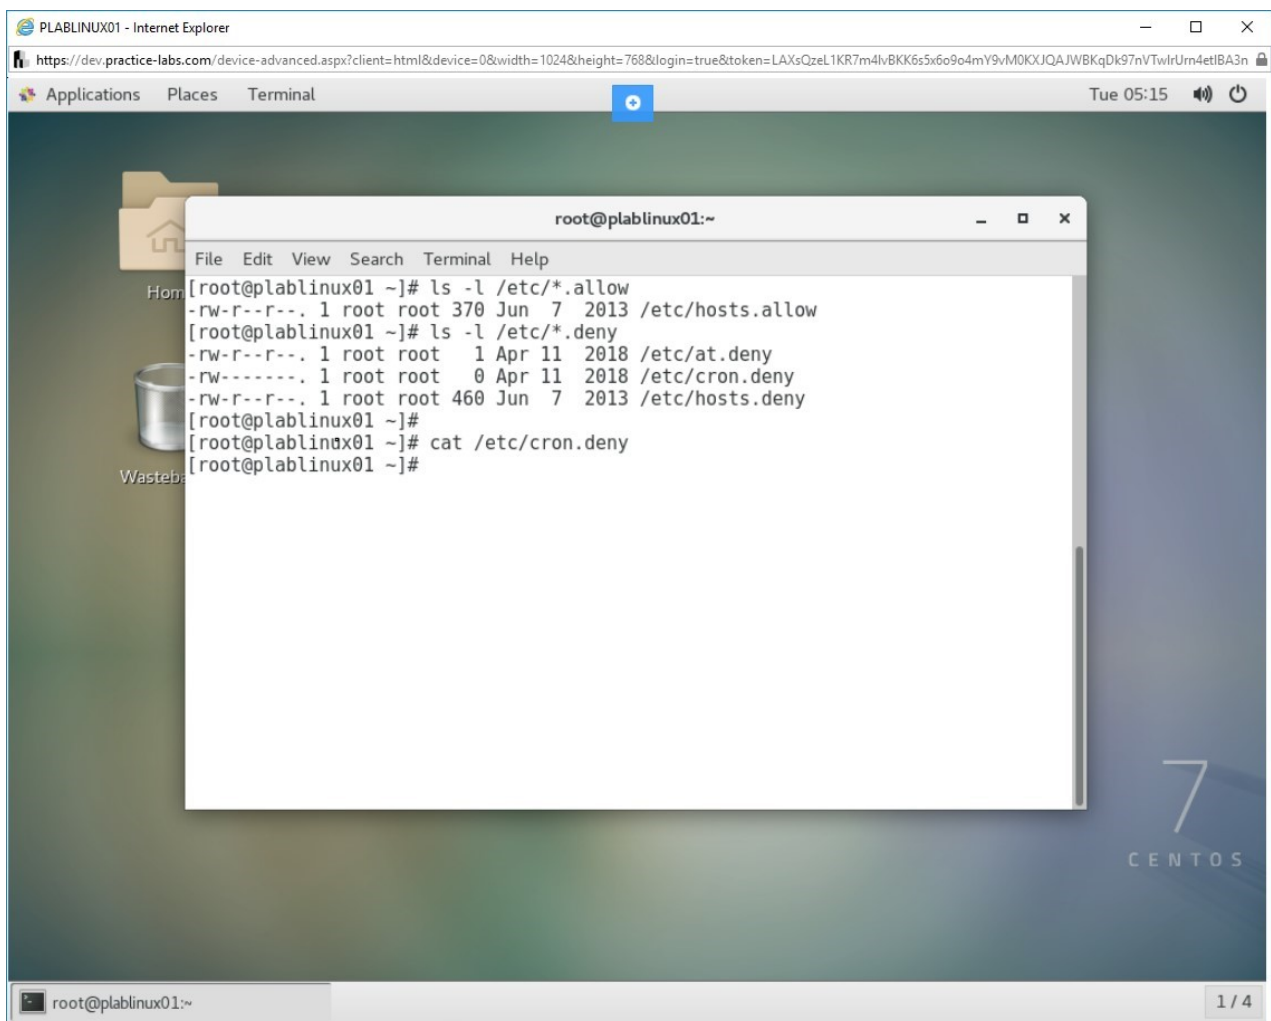 PLABLINUX01 - Internet Explorer
https://dev.practice-labs.com/device-advanced.aspx?client=html&device=0&width=1024&height=768&login=true&token=
Applications Places Terminal Tue 05:15
root@plablinux01:~
File Edit View Search Terminal Help
Hom
[root@plablinux01 ~]# ls -l /etc/*.allow
-rw-r--r--. 1 root root 370 Jun 7 2013 /etc/hosts.allow
[root@plablinux01 ~]# ls -l /etc/*.deny
-rw-r--r--. 1 root root 1 Apr 11 2018 /etc/at.deny
-rw-------. 1 root root 0 Apr 11 2018 /etc/cron.deny
-rw-r--r--. 1 root root 460 Jun 7 2013 /etc/hosts.deny
[root@plablinux01 ~]#
[root@plablinux01 ~]# cat /etc/cron.deny
[root@plablinux01 ~]#
Casteb
7
CENTOS
root@plablinux01:~
1 / 4